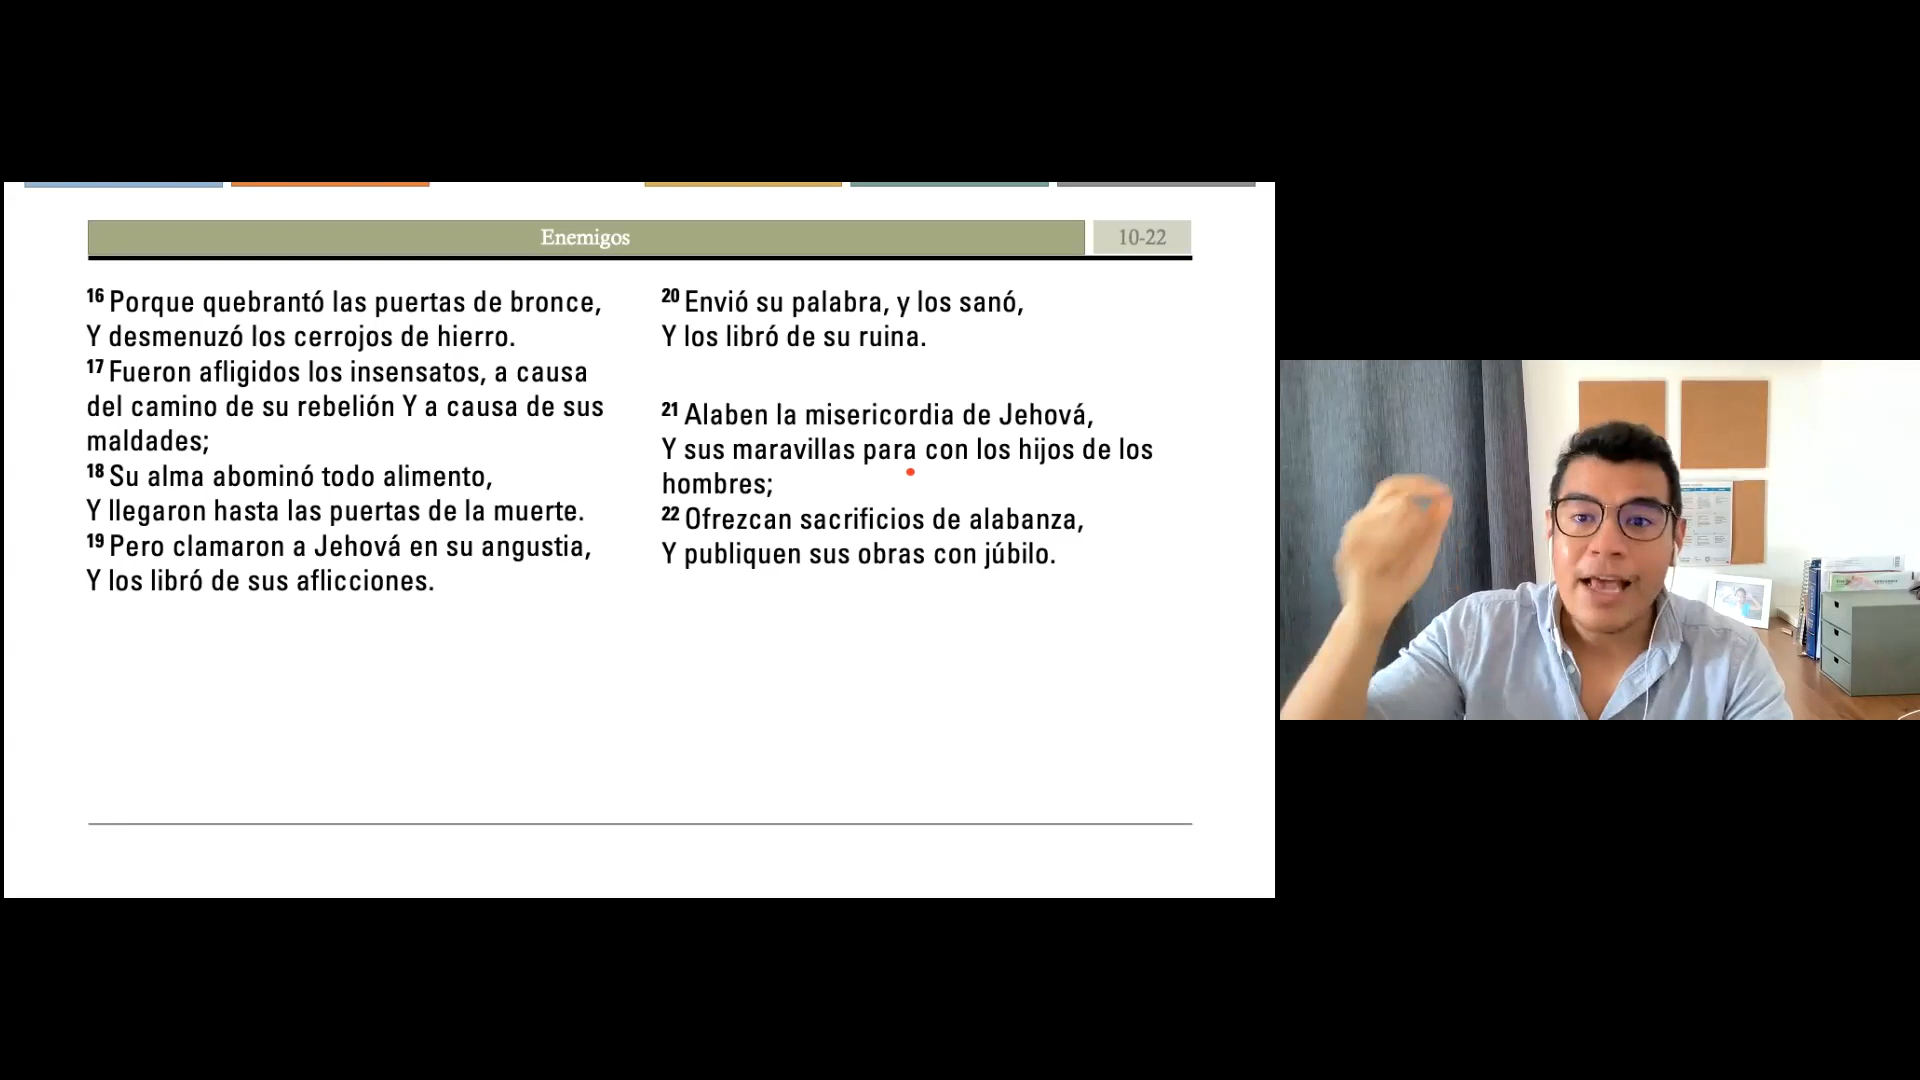 Enemigos
10-22
16 Porque quebrantó las puertas de bronce,
Y desmenuzó los cerrojos de hierro.
17 Fueron afligidos los insensatos, a causa
del camino de su rebelión Y a causa de sus
maldades;
18 Su alma abominó todo alimento,
Y llegaron hasta las puertas de la muerte.
19 Pero clamaron a Jehová en su angustia,
Y los libró de sus aflicciones.
20 Envió su palabra, y los sanó,
Y los libró de su ruina.
21 Alaben la misericordia de Jehová,
Y sus maravillas para con los hijos de los
hombres;
22 Ofrezcan sacrificios de alabanza,
Y publiquen sus obras con júbilo.